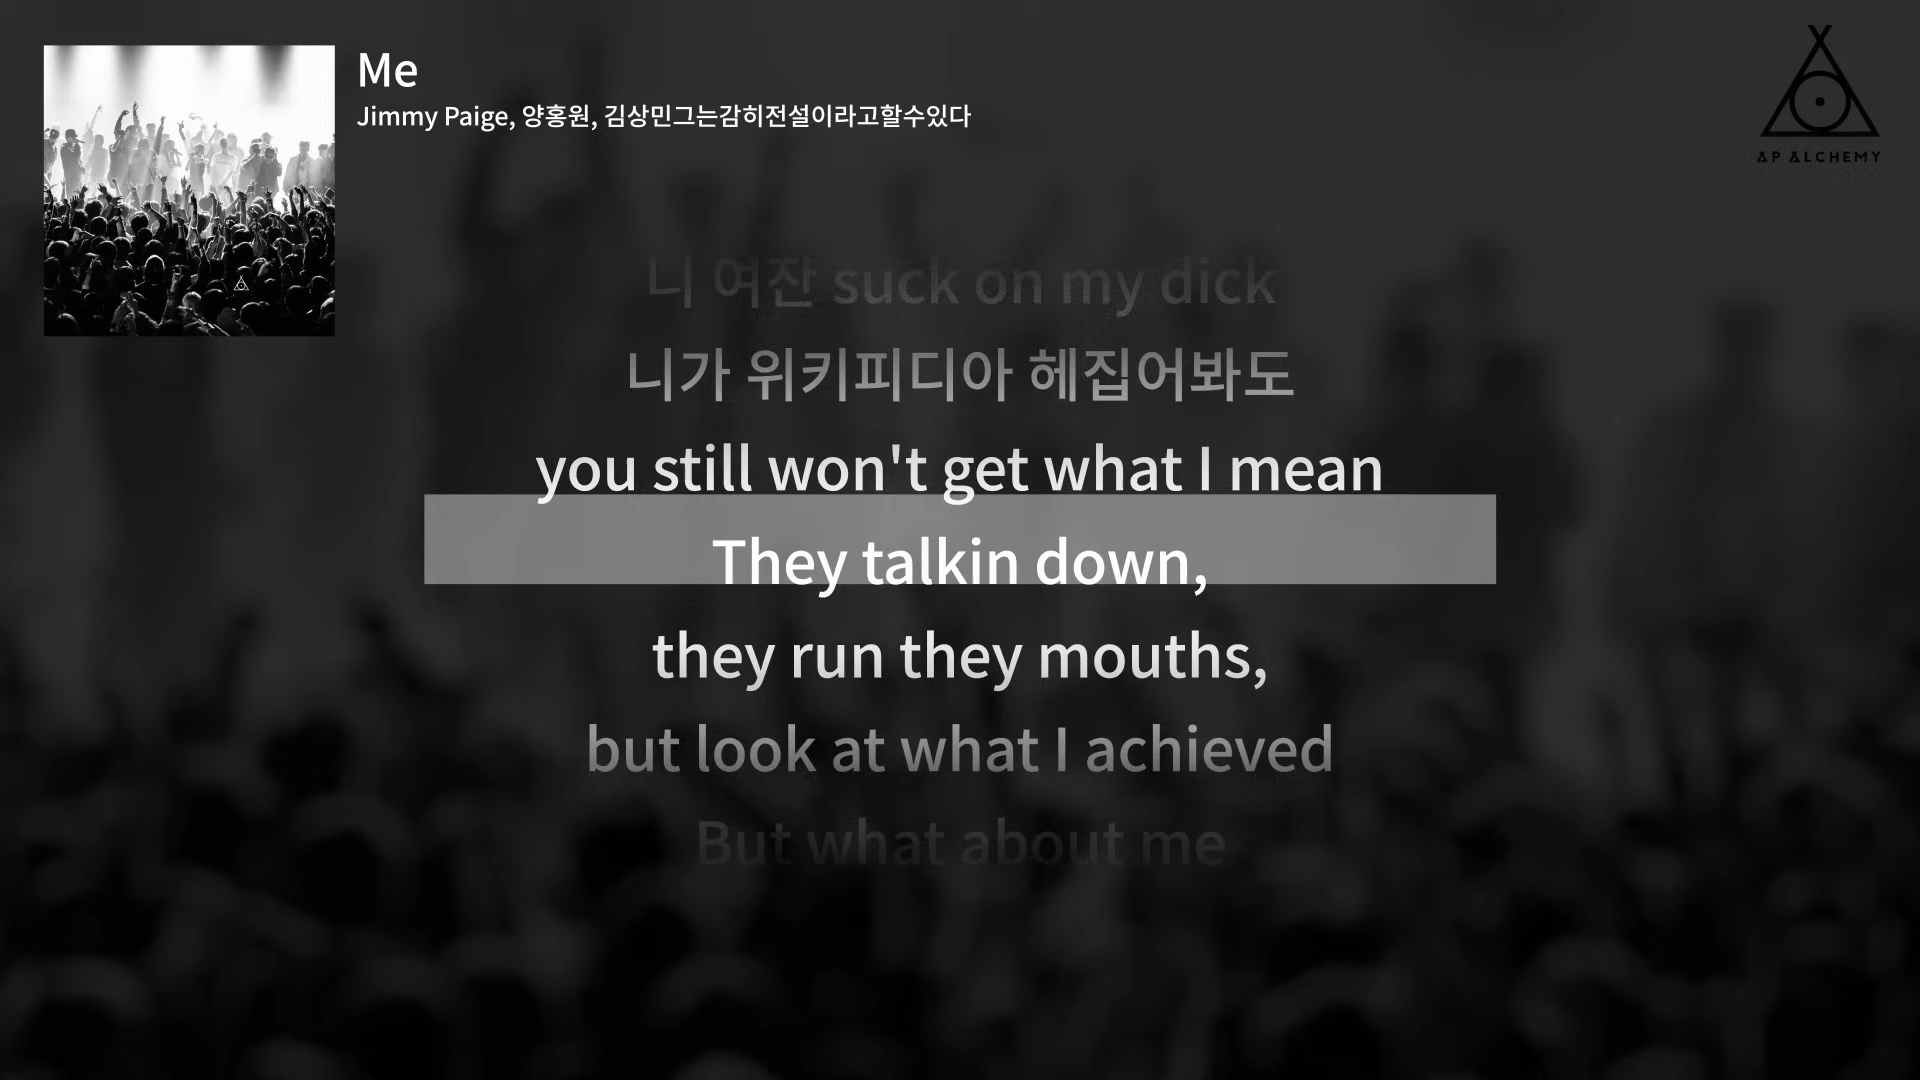 Me
Jimmy Paige, 양홍원, 김상민그는감히전설이라고할수있다
AP ALCHEMY
니 여잔 suck on my dick
니가 위키피디아 헤집어봐도
you still won't get what I mean
They talkin down,
they run they mouths,
but look at what I achieved
But what about me